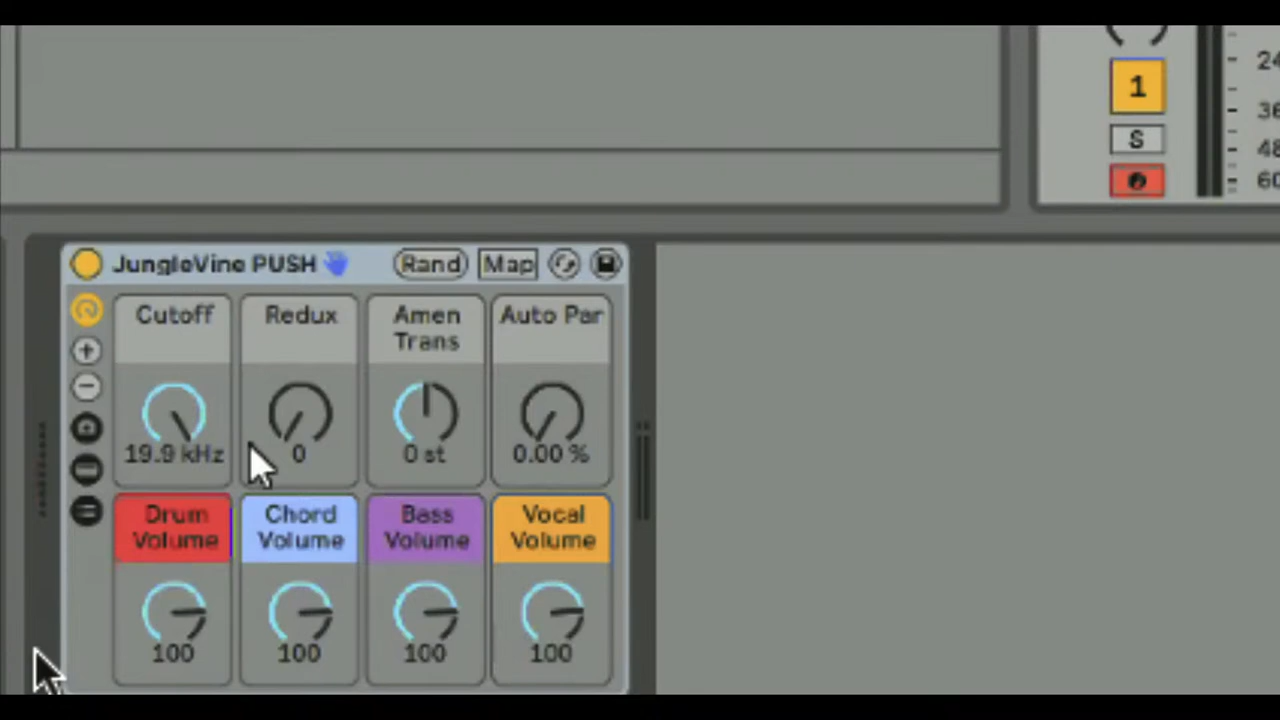 24
1
36
S
48
60
JungleVine PUSH Rand Map
Cutoff Redux Amen Trans Auto Pan
19.9 kHz 0 0 st 0.00 %
Drum Volume Chord Volume Bass Volume Vocal Volume
100 100 100 100